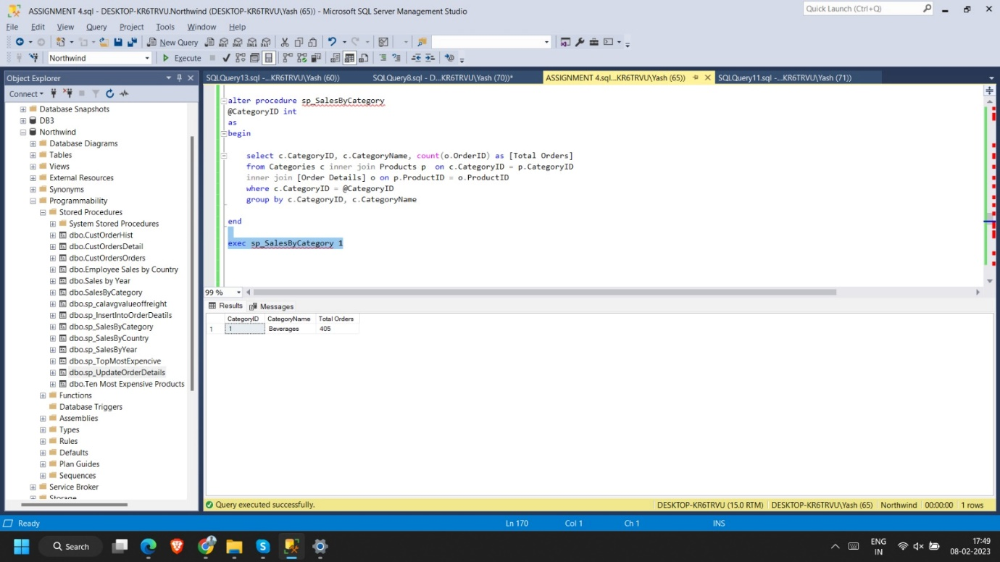 ASSIGNMENT 4.sql - DESKTOP-KR6TRVU.Northwind (DESKTOP-KR6TRVU\Yash (65)) - Microsoft SQL Server Management Studio
Quick Launch (Ctrl+Q)
File Edit View Query Project Tools Window Help
New Query
Northwind Execute
Object Explorer
SQLQuery13.sql -...KR6TRVU\Yash (60)) SQLQuery8.sql - D...KR6TRVU\Yash (70))* ASSIGNMENT 4.sql...KR6TRVU\Yash (65)) SQLQuery11.sql -...KR6TRVU\Yash (71))
Connect
Database Snapshots
DB3
Northwind
Database Diagrams
Tables
Views
External Resources
Synonyms
Programmability
Stored Procedures
System Stored Procedures
dbo.CustOrderHist
dbo.CustOrdersDetail
dbo.CustOrdersOrders
dbo.Employee Sales by Country
dbo.Sales by Year
dbo.SalesByCategory
dbo.sp_calavgvalueoffreight
dbo.sp_InsertIntoOrderDeatils
dbo.sp_SalesByCategory
dbo.sp_SalesByCountry
dbo.sp_SalesByYear
dbo.sp_TopMostExpencive
dbo.sp_UpdateOrderDetails
dbo.Ten Most Expensive Products
Functions
Database Triggers
Assemblies
Types
Rules
Defaults
Plan Guides
Sequences
Service Broker
Storage
alter procedure sp_SalesByCategory
@CategoryID int
as
begin
select c.CategoryID, c.CategoryName, count(o.OrderID) as [Total Orders]
from Categories c inner join Products p  on c.CategoryID = p.CategoryID
inner join [Order Details] o on p.ProductID = o.ProductID
where c.CategoryID = @CategoryID
group by c.CategoryID, c.CategoryName
end
exec sp_SalesByCategory 1
99 %
Results Messages
CategoryID CategoryName Total Orders
1 1 Beverages 405
Query executed successfully. DESKTOP-KR6TRVU (15.0 RTM) DESKTOP-KR6TRVU\Yash (65) Northwind 00:00:00 1 rows
Ready Ln 170 Col 1 Ch 1 INS
Search
ENG
IN
17:49
08-02-2023